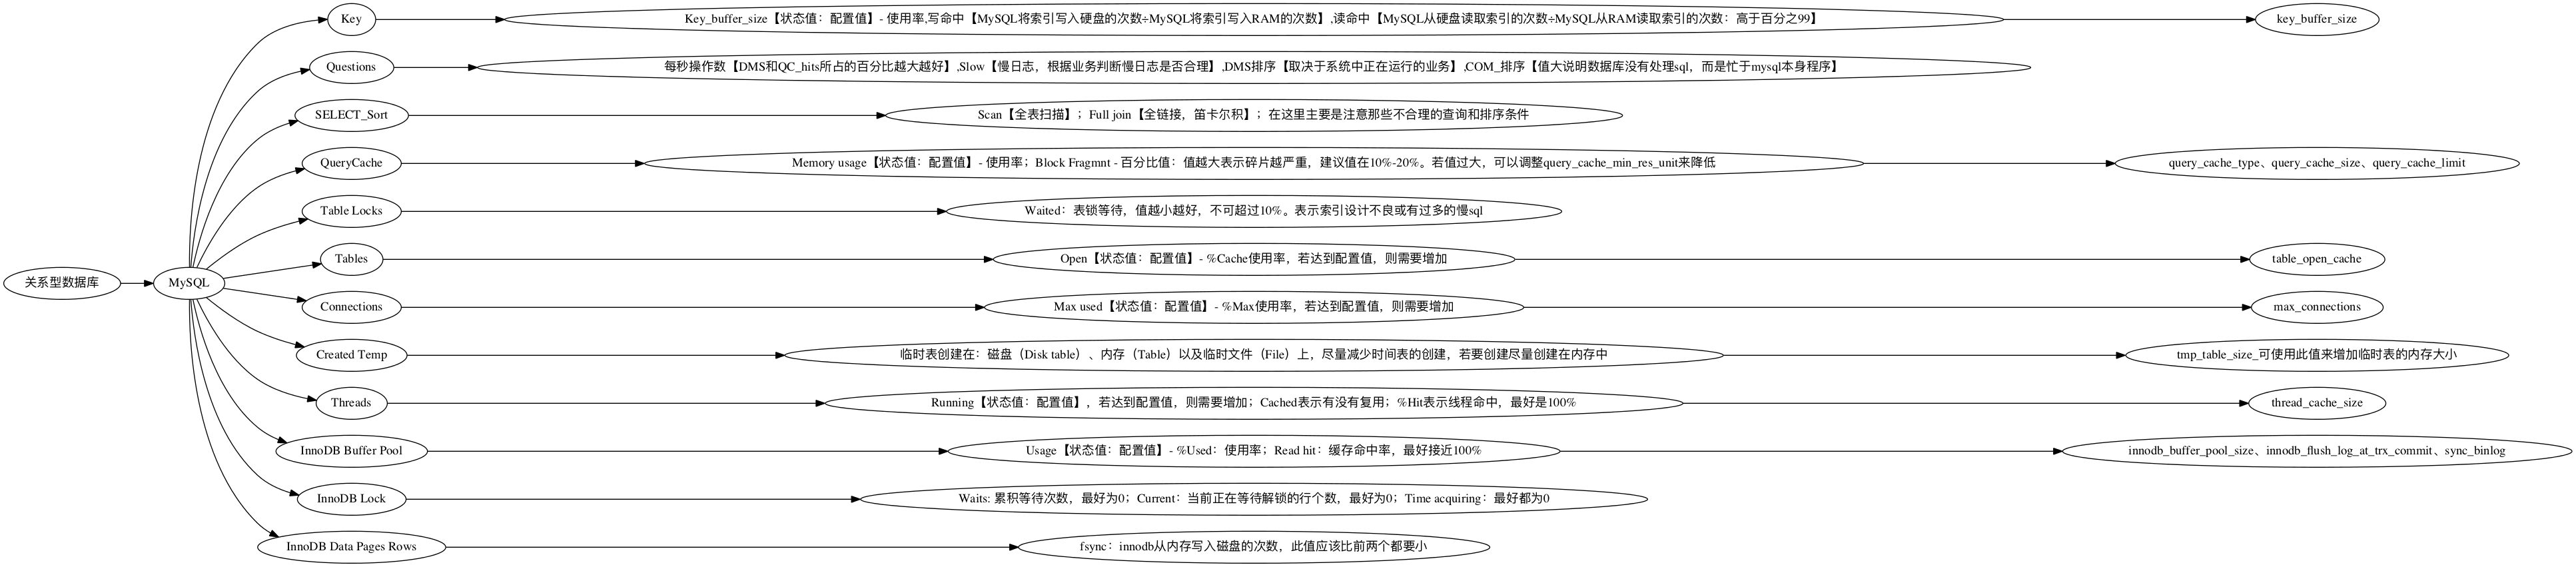 Key
Key_buffer_size【状态值：配置值】- 使用率,写命中【MySQL将索引写入硬盘的次数÷MySQL将索引写入RAM的次数】,读命中【MySQL从硬盘读取索引的次数÷MySQL从RAM读取索引的次数：高于百分之99】
key_buffer_size
Questions
每秒操作数【DMS和QC_hits所占的百分比越大越好】,Slow【慢日志，根据业务判断慢日志是否合理】,DMS排序【取决于系统中正在运行的业务】,COM_排序【值大说明数据库没有处理sql，而是忙于mysql本身程序】
SELECT_Sort
Scan【全表扫描】；Full join【全链接，笛卡尔积】；在这里主要是注意那些不合理的查询和排序条件
QueryCache
Memory usage【状态值：配置值】- 使用率；Block Fragmnt - 百分比值：值越大表示碎片越严重，建议值在10%-20%。若值过大，可以调整query_cache_min_res_unit来降低
query_cache_type、query_cache_size、query_cache_limit
Table Locks
Waited：表锁等待，值越小越好，不可超过10%。表示索引设计不良或有过多的慢sql
Tables
Open【状态值：配置值】- %Cache使用率，若达到配置值，则需要增加
table_open_cache
关系型数据库
MySQL
Connections
Max used【状态值：配置值】- %Max使用率，若达到配置值，则需要增加
max_connections
Created Temp
临时表创建在：磁盘（Disk table）、内存（Table）以及临时文件（File）上，尽量减少时间表的创建，若要创建尽量创建在内存中
tmp_table_size_可使用此值来增加临时表的内存大小
Threads
Running【状态值：配置值】，若达到配置值，则需要增加；Cached表示有没有复用；%Hit表示线程命中，最好是100%
thread_cache_size
InnoDB Buffer Pool
Usage【状态值：配置值】- %Used：使用率；Read hit：缓存命中率，最好接近100%
innodb_buffer_pool_size、innodb_flush_log_at_trx_commit、sync_binlog
InnoDB Lock
Waits: 累积等待次数，最好为0；Current：当前正在等待解锁的行个数，最好为0；Time acquiring：最好都为0
InnoDB Data Pages Rows
fsync：innodb从内存写入磁盘的次数，此值应该比前两个都要小